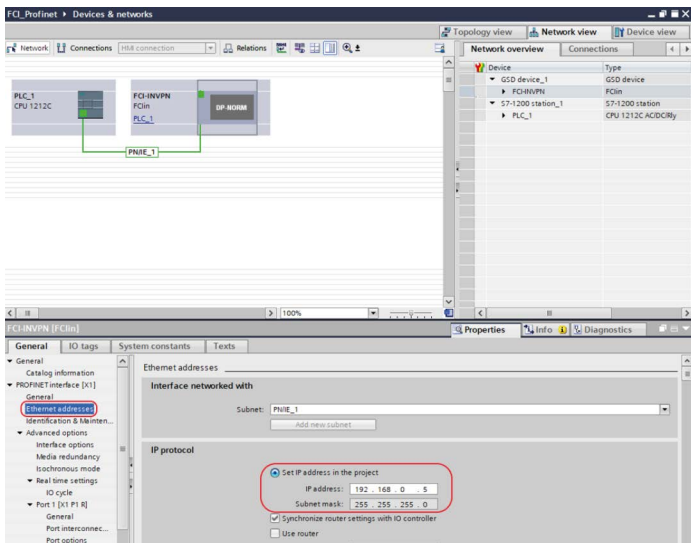 FCI_Profinet ▸ Devices & networks
Topology view Network view Device view
Network Connections HMI connection Relations
Network overview Connections
Device Type
GSD device_1 GSD device
FCI-INVPN FCIin
S7-1200 station_1 S7-1200 station
PLC_1 CPU 1212C AC/DC/Rly
PLC_1
CPU 1212C
FCI-INVPN
FCIin
PLC_1
DP-NORM
PN/IE_1
100%
FCI-INVPN [FCIin]
Properties Info Diagnostics
General IO tags System constants Texts
General
Catalog information
PROFINET interface [X1]
General
Ethernet addresses
Identification & Mainten...
Advanced options
Interface options
Media redundancy
Isochronous mode
Real time settings
IO cycle
Port 1 [X1 P1 R]
General
Port interconnec...
Port options
Ethernet addresses
Interface networked with
Subnet: PN/IE_1
Add new subnet
IP protocol
Set IP address in the project
IP address: 192 . 168 . 0 . 5
Subnet mask: 255 . 255 . 255 . 0
Synchronize router settings with IO controller
Use router